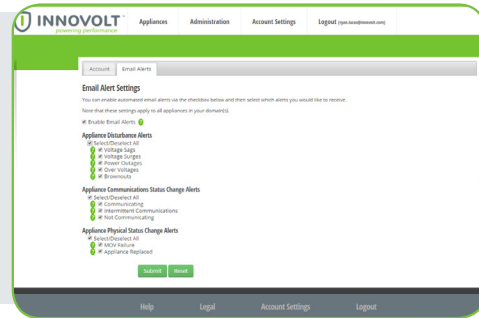 INNOVOLT
powering performance
Appliances Administration Account Settings Logout (ryan.lucas@innovolt.com)
Account Email Alerts
Email Alert Settings
You can enable automated email alerts via the checkbox below and then select which alerts you would like to receive.
Note that these settings apply to all appliances in your domain(s).
Enable Email Alerts ?
Appliance Disturbance Alerts
Select/Deselect All
? Voltage Sags
? Voltage Surges
? Power Outages
? Over Voltages
? Brownouts
Appliance Communications Status Change Alerts
Select/Deselect All
? Communicating
? Intermittent Communications
? Not Communicating
Appliance Physical Status Change Alerts
Select/Deselect All
? MOV Failure
? Appliance Replaced
Submit Reset
Help Legal Account Settings Logout